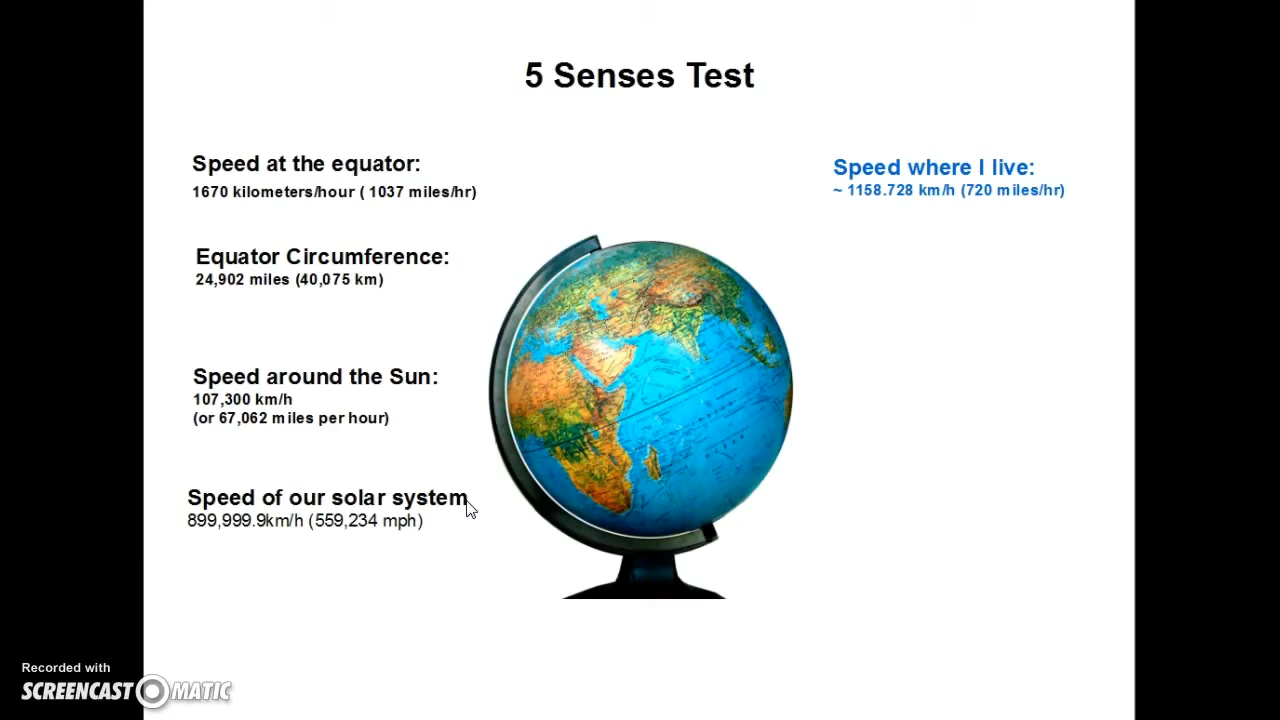 5 Senses Test
Speed at the equator:
1670 kilometers/hour ( 1037 miles/hr)
Speed where I live:
~ 1158.728 km/h (720 miles/hr)
Equator Circumference:
24,902 miles (40,075 km)
Speed around the Sun:
107,300 km/h
(or 67,062 miles per hour)
Speed of our solar system
899,999.9km/h (559,234 mph)
Recorded with
SCREENCAST MATIC